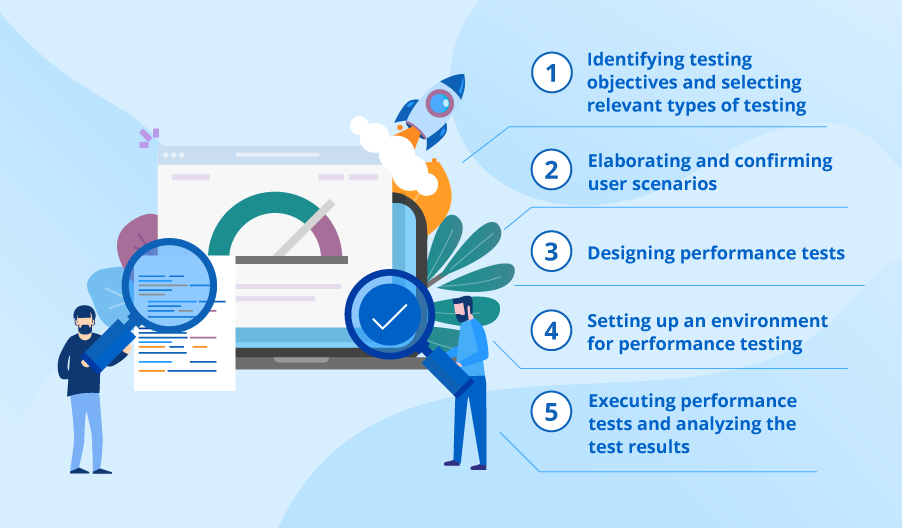 1
Identifying testing
objectives and selecting
relevant types of testing
2
Elaborating and confirming
user scenarios
3
Designing performance tests
4
Setting up an environment
for performance testing
5
Executing performance
tests and analyzing the
test results